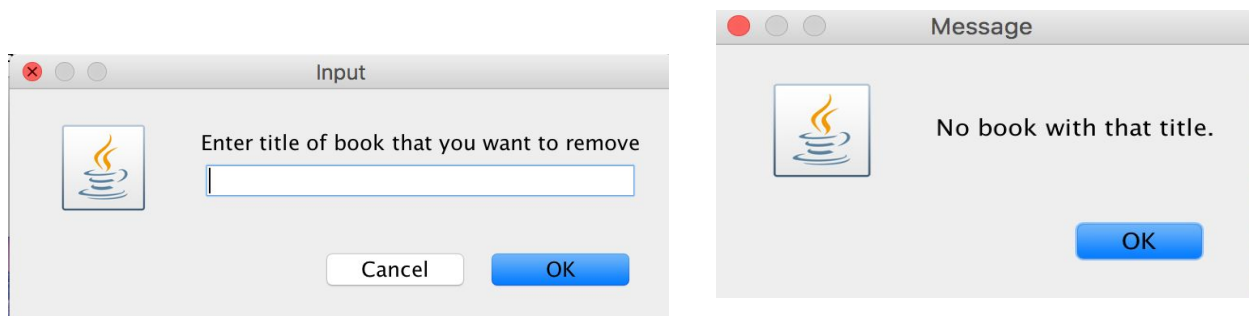 Input
Enter title of book that you want to remove
Cancel
OK
Message
No book with that title.
OK